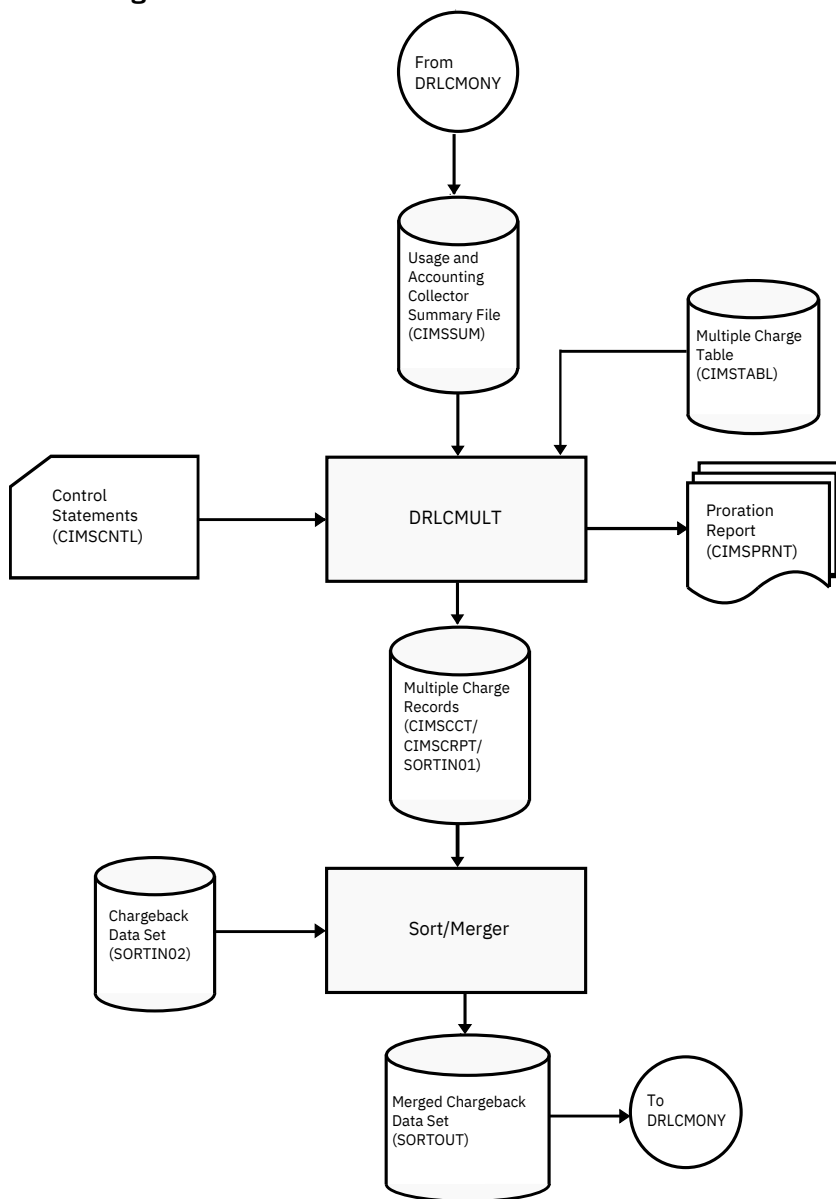 From
DRLCMONY
Usage and
Accounting
Collector
Summary File
(CIMSSUM)
Multiple Charge
Table
(CIMSTABL)
Control
Statements
(CIMSCNTL)
DRLCMULT
Proration
Report
(CIMSPRNT)
Multiple Charge
Records
(CIMSCCT/
CIMSCRPT/
SORTIN01)
Chargeback
Data Set
(SORTIN02)
Sort/Merger
Merged Chargeback
Data Set
(SORTOUT)
To
DRLCMONY